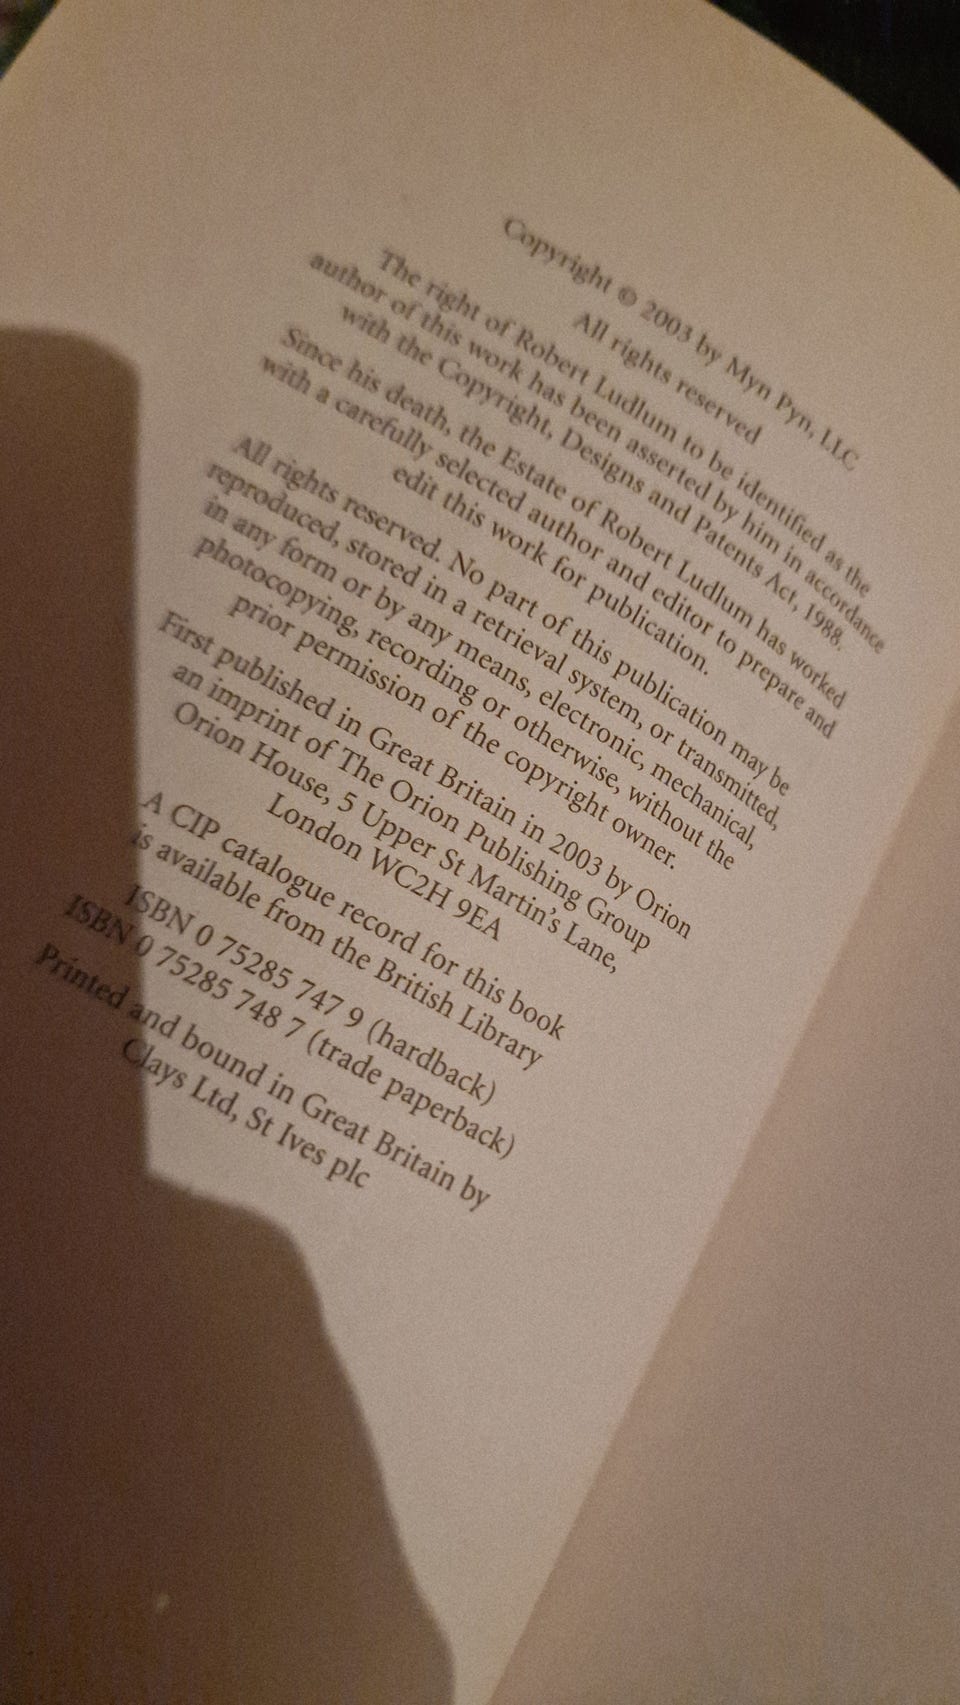 Copyright © 2003 by Myn Pyn, LLC
All rights reserved
The right of Robert Ludlum to be identified as the
author of this work has been asserted by him in accordance
with the Copyright, Designs and Patents Act, 1988.
Since his death, the Estate of Robert Ludlum has worked
with a carefully selected author and editor to prepare and
edit this work for publication.
All rights reserved. No part of this publication may be
reproduced, stored in a retrieval system, or transmitted,
in any form or by any means, electronic, mechanical,
photocopying, recording or otherwise, without the
prior permission of the copyright owner.
First published in Great Britain in 2003 by Orion
an imprint of The Orion Publishing Group
Orion House, 5 Upper St Martin's Lane,
London WC2H 9EA
A CIP catalogue record for this book
is available from the British Library
ISBN 0 75285 747 9 (hardback)
ISBN 0 75285 748 7 (trade paperback)
Printed and bound in Great Britain by
Clays Ltd, St Ives plc